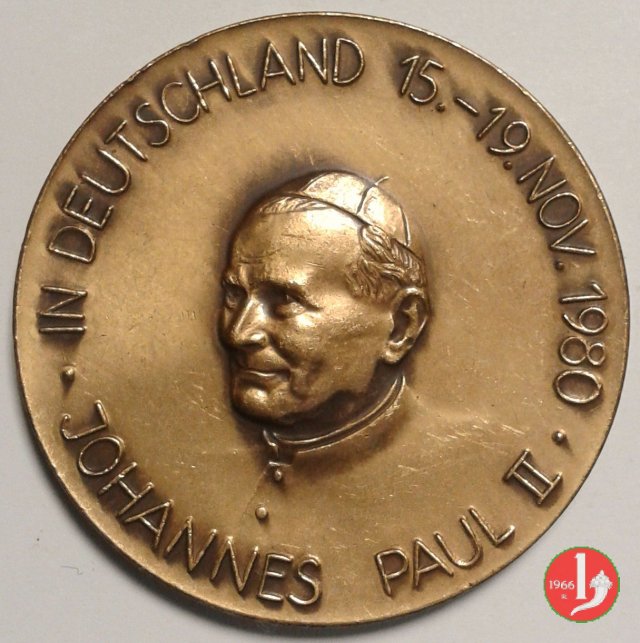 · IN DEUTSCHLAND 15.–19. NOV. 1980 ·
JOHANNES PAUL II
1966